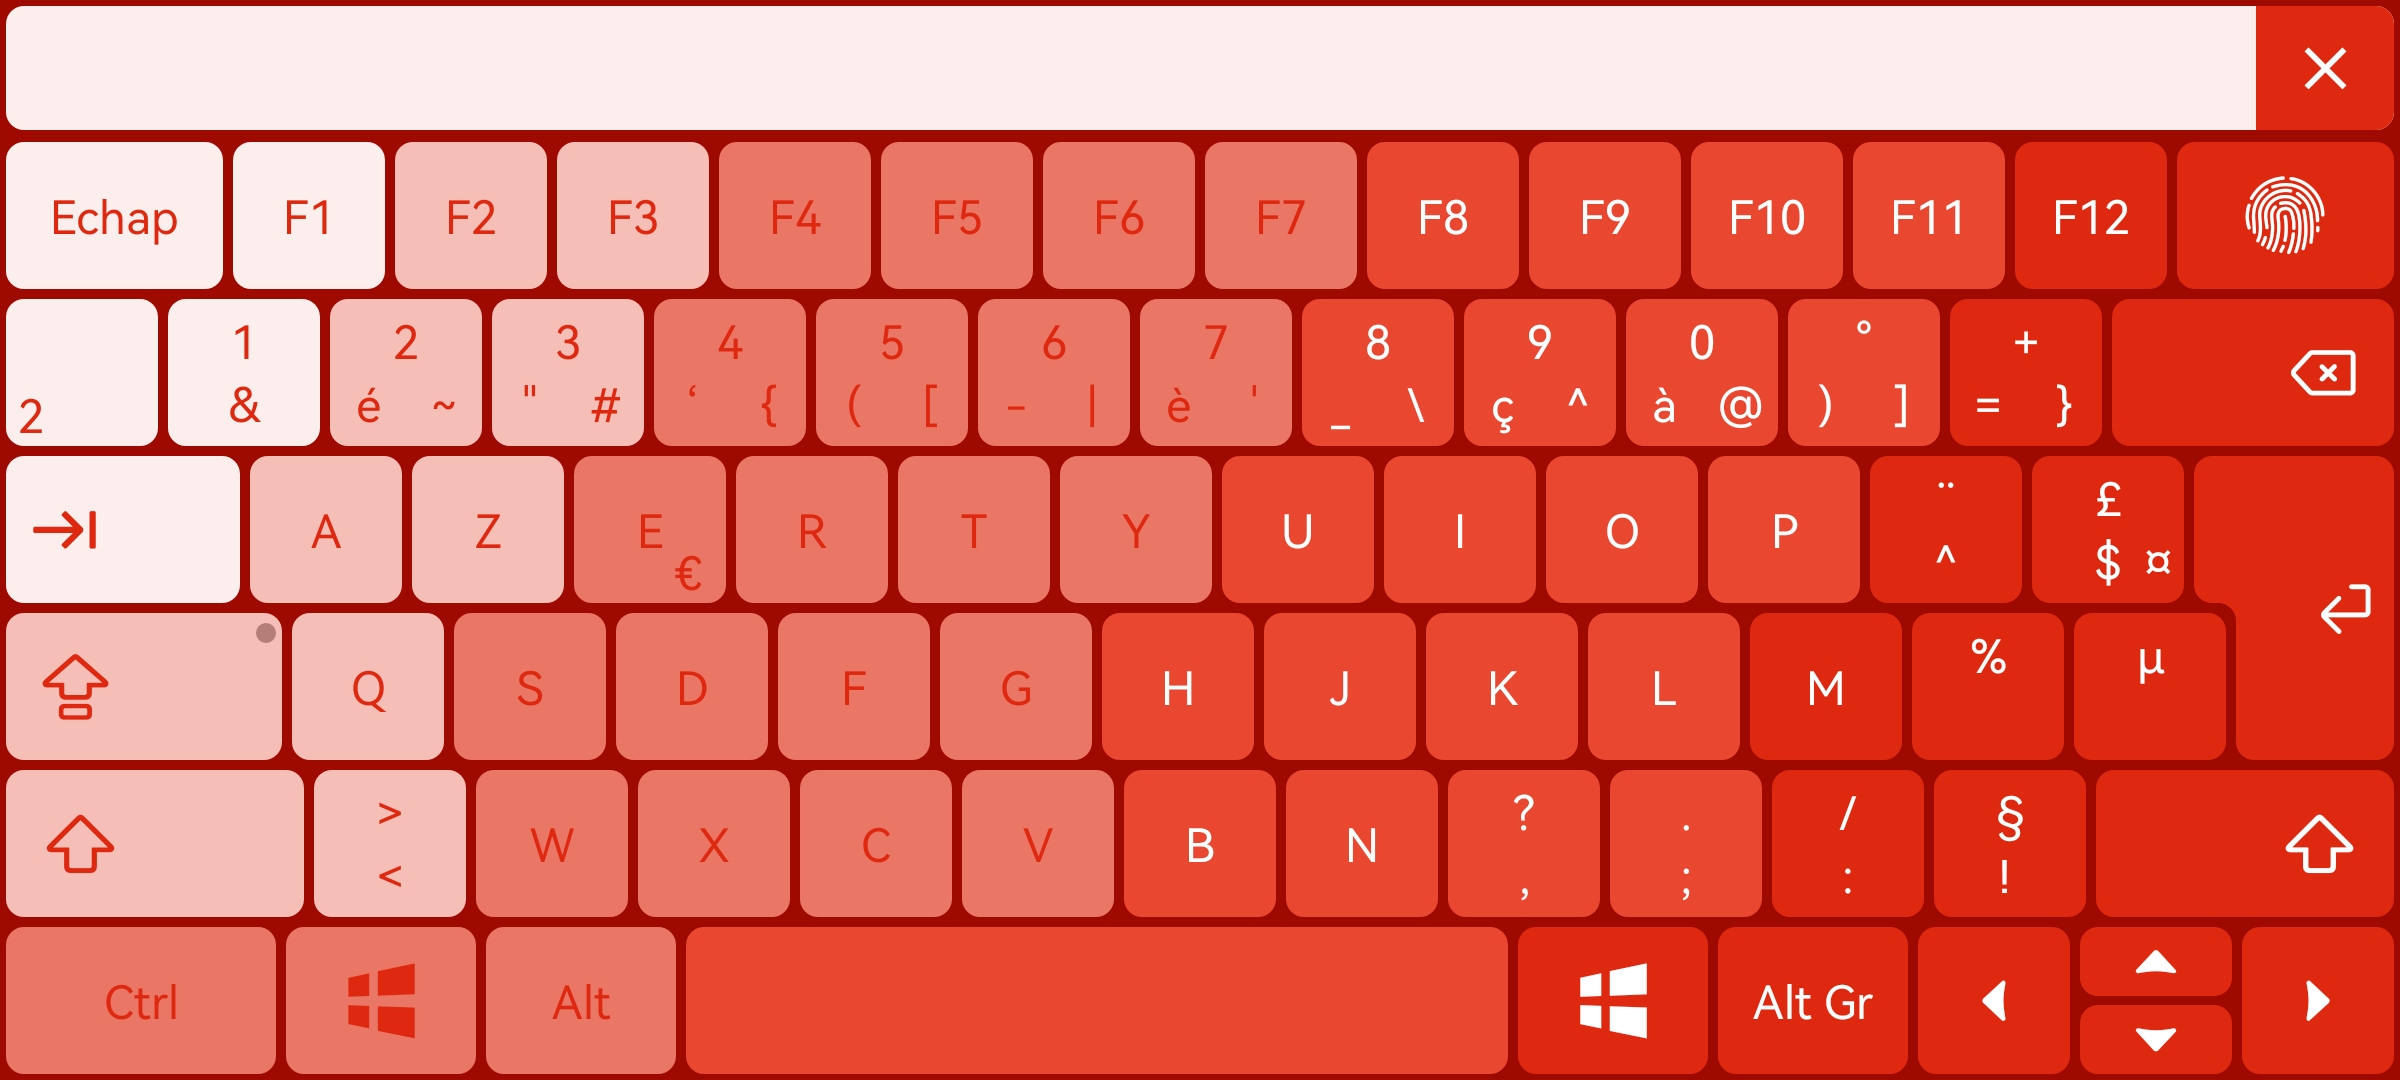 Echap F1 F2 F3 F4 F5 F6 F7 F8 F9 F10 F11 F12
1 2 3 4 5 6 7 8 9 0 ° +
2 & é ~ " # ‘ { ( [ - | è ' _ \ ç ^ à @ ) ] = }
A Z E € R T Y U I O P ¨ ^ £ $ ¤
Q S D F G H J K L M % µ
> < W X C V B N ? , . ; / : § !
Ctrl Alt Alt Gr